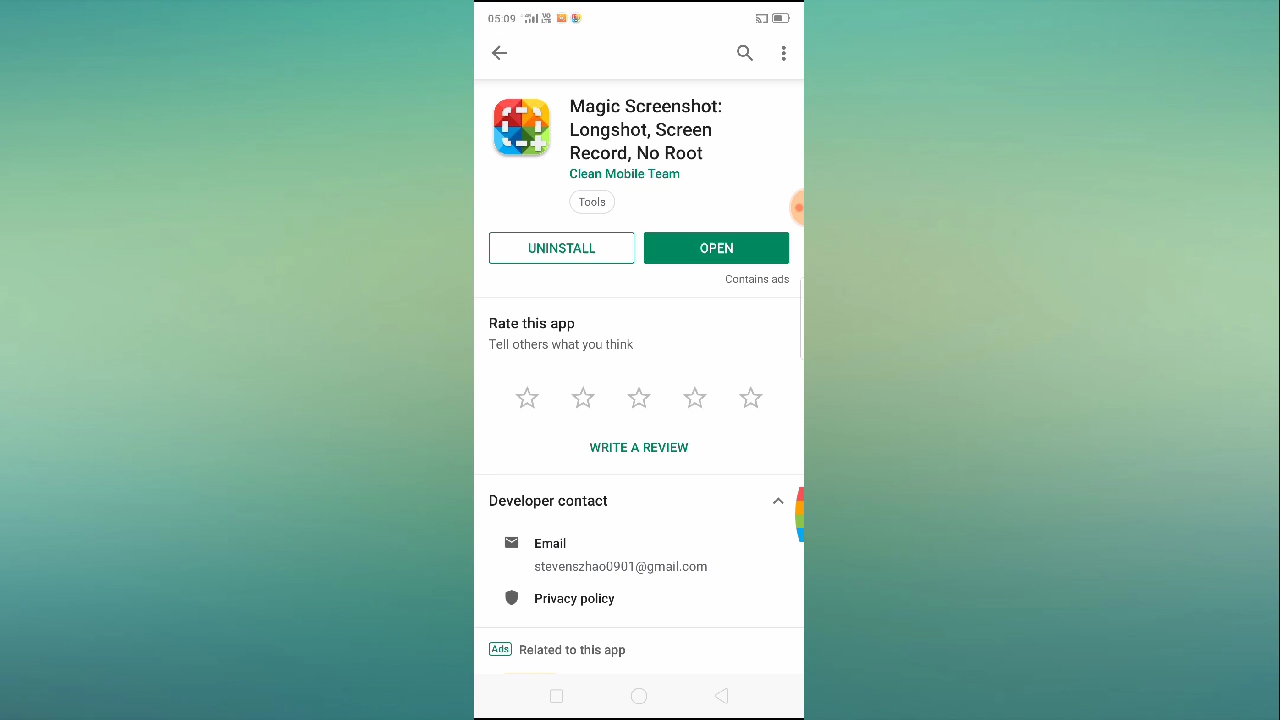 05:09
Magic Screenshot:
Longshot, Screen
Record, No Root
Clean Mobile Team
Tools
UNINSTALL
OPEN
Contains ads
Rate this app
Tell others what you think
WRITE A REVIEW
Developer contact
Email
stevenszhao0901@gmail.com
Privacy policy
Ads Related to this app